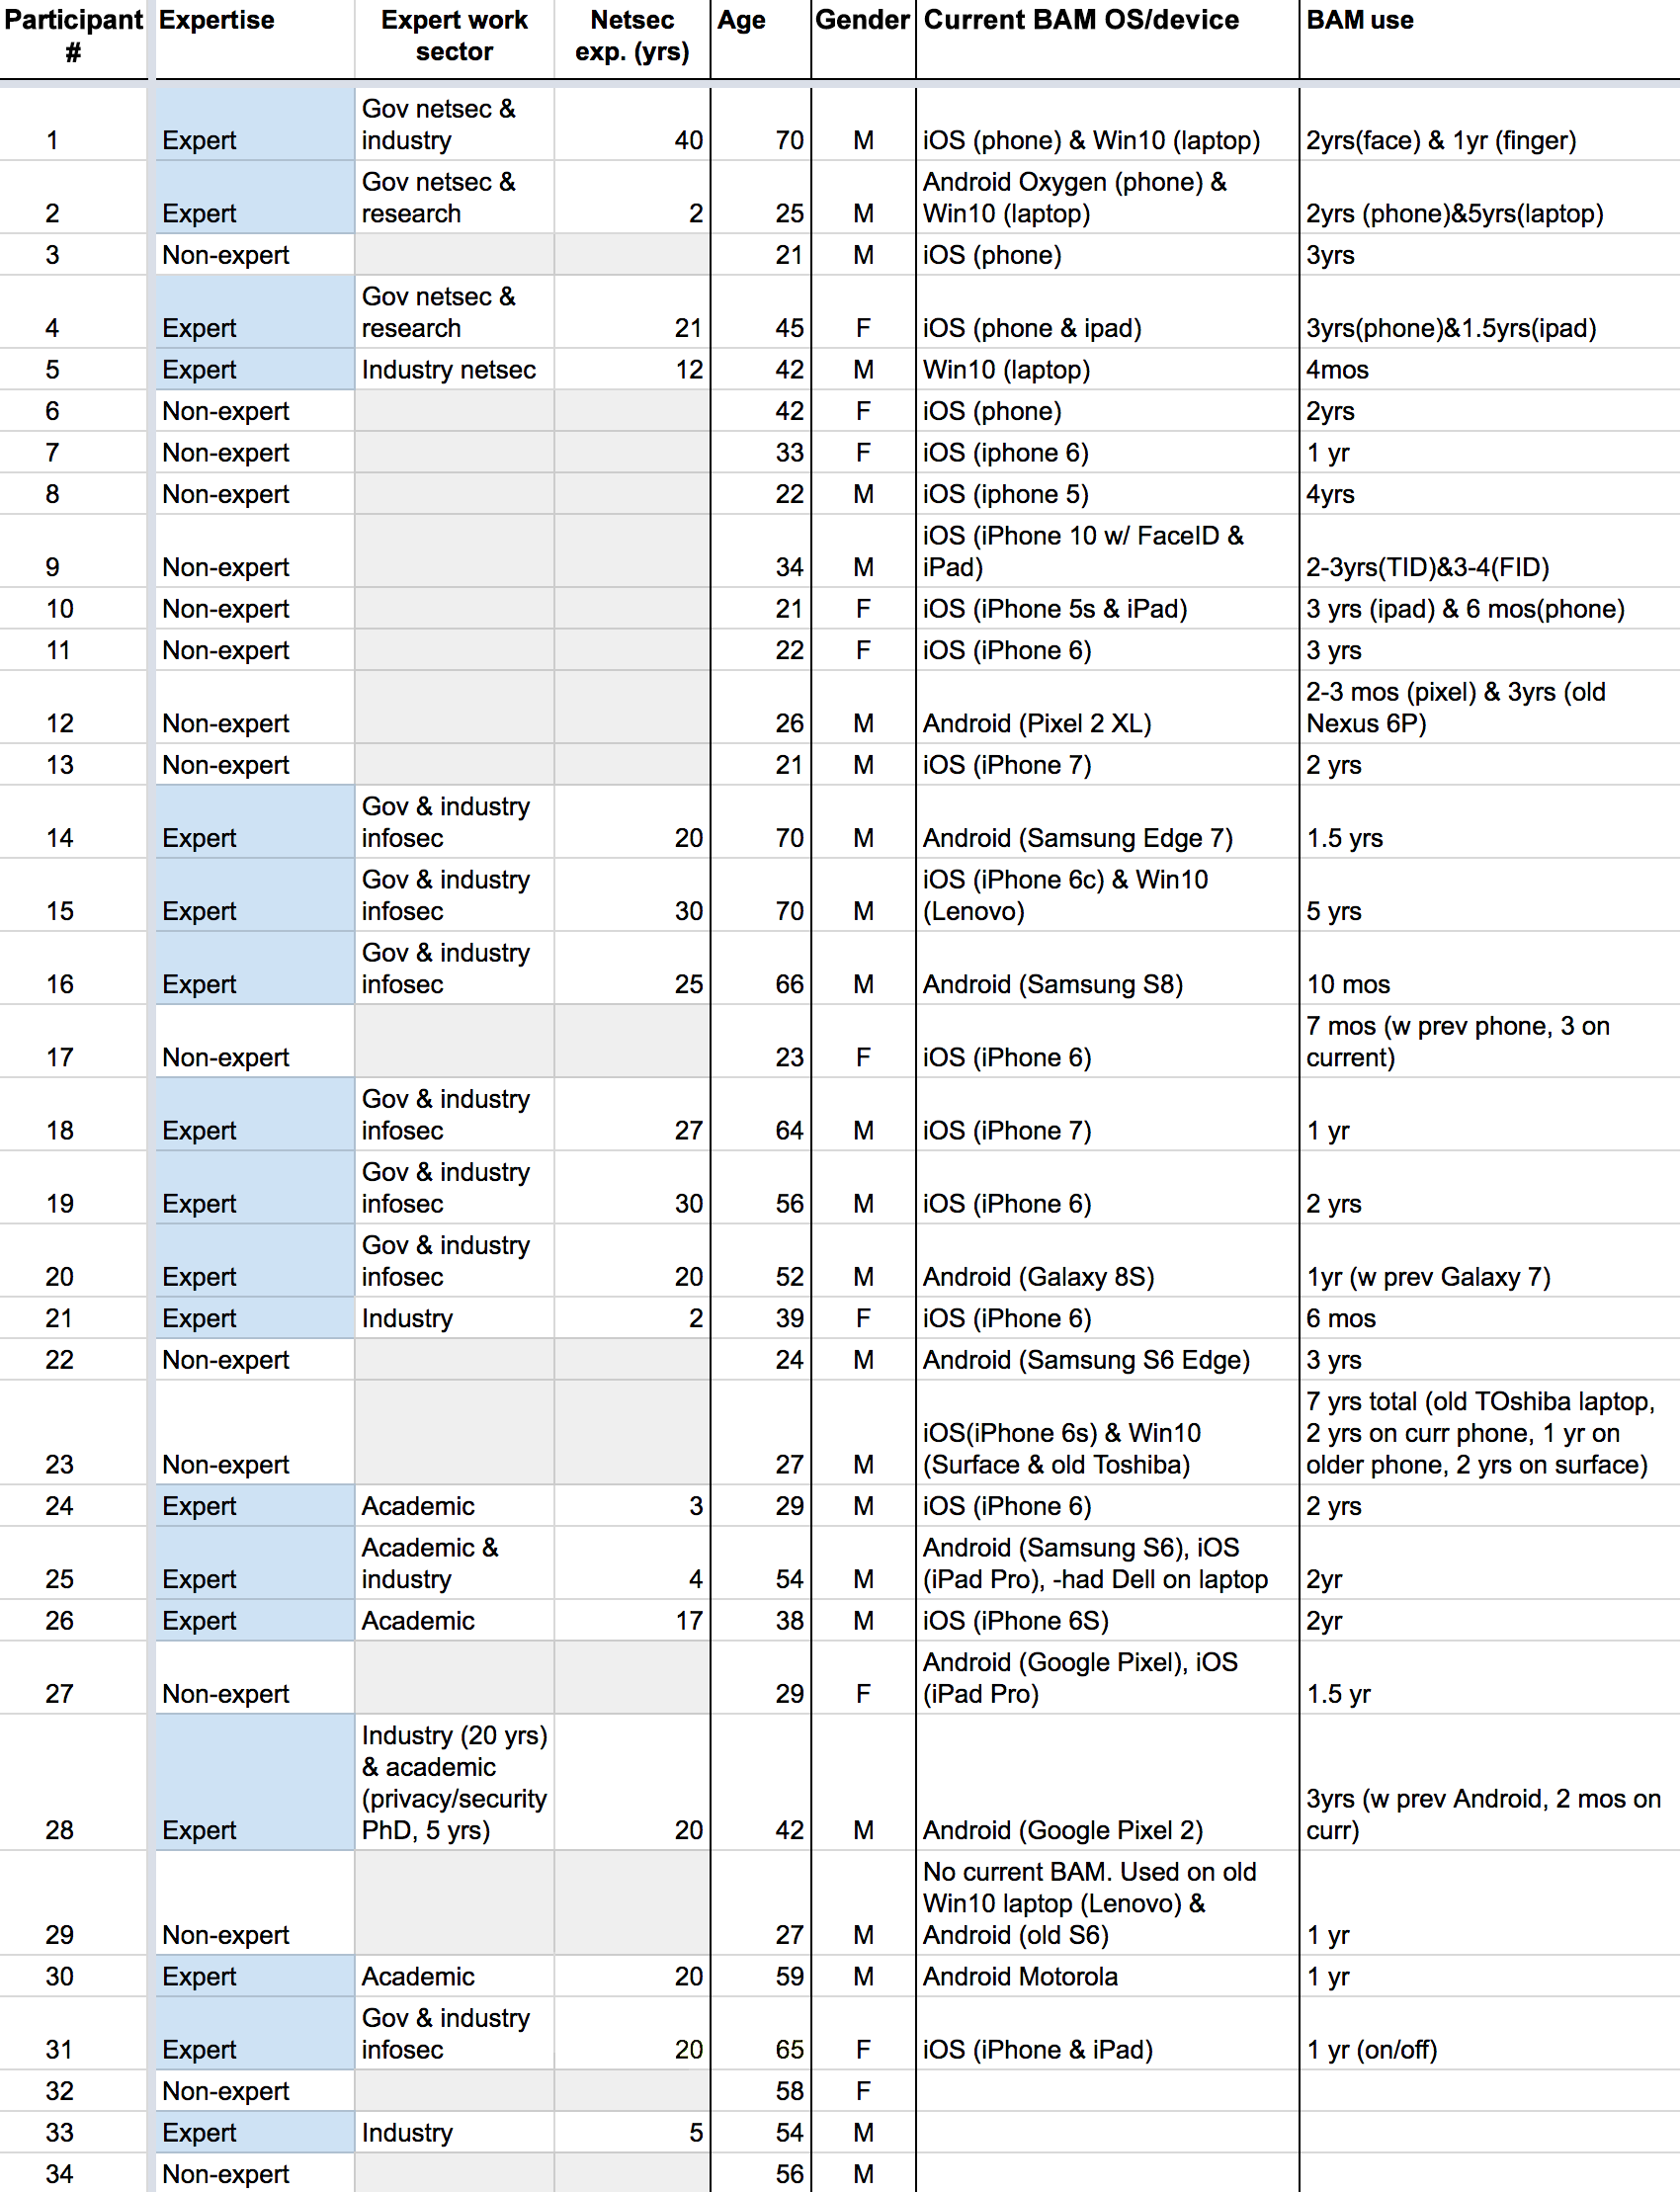 Participant # Expertise Expert work sector Netsec exp. (yrs) Age Gender Current BAM OS/device BAM use
1 Expert Gov netsec & industry 40 70 M iOS (phone) & Win10 (laptop) 2yrs(face) & 1yr (finger)
2 Expert Gov netsec & research 2 25 M Android Oxygen (phone) & Win10 (laptop) 2yrs (phone)&5yrs(laptop)
3 Non-expert 21 M iOS (phone) 3yrs
4 Expert Gov netsec & research 21 45 F iOS (phone & ipad) 3yrs(phone)&1.5yrs(ipad)
5 Expert Industry netsec 12 42 M Win10 (laptop) 4mos
6 Non-expert 42 F iOS (phone) 2yrs
7 Non-expert 33 F iOS (iphone 6) 1 yr
8 Non-expert 22 M iOS (iphone 5) 4yrs
9 Non-expert 34 M iOS (iPhone 10 w/ FaceID & iPad) 2-3yrs(TID)&3-4(FID)
10 Non-expert 21 F iOS (iPhone 5s & iPad) 3 yrs (ipad) & 6 mos(phone)
11 Non-expert 22 F iOS (iPhone 6) 3 yrs
12 Non-expert 26 M Android (Pixel 2 XL) 2-3 mos (pixel) & 3yrs (old Nexus 6P)
13 Non-expert 21 M iOS (iPhone 7) 2 yrs
14 Expert Gov & industry infosec 20 70 M Android (Samsung Edge 7) 1.5 yrs
15 Expert Gov & industry infosec 30 70 M iOS (iPhone 6c) & Win10 (Lenovo) 5 yrs
16 Expert Gov & industry infosec 25 66 M Android (Samsung S8) 10 mos
17 Non-expert 23 F iOS (iPhone 6) 7 mos (w prev phone, 3 on current)
18 Expert Gov & industry infosec 27 64 M iOS (iPhone 7) 1 yr
19 Expert Gov & industry infosec 30 56 M iOS (iPhone 6) 2 yrs
20 Expert Gov & industry infosec 20 52 M Android (Galaxy 8S) 1yr (w prev Galaxy 7)
21 Expert Industry 2 39 F iOS (iPhone 6) 6 mos
22 Non-expert 24 M Android (Samsung S6 Edge) 3 yrs
23 Non-expert 27 M iOS(iPhone 6s) & Win10 (Surface & old Toshiba) 7 yrs total (old TOshiba laptop, 2 yrs on curr phone, 1 yr on older phone, 2 yrs on surface)
24 Expert Academic 3 29 M iOS (iPhone 6) 2 yrs
25 Expert Academic & industry 4 54 M Android (Samsung S6), iOS (iPad Pro), -had Dell on laptop 2yr
26 Expert Academic 17 38 M iOS (iPhone 6S) 2yr
27 Non-expert 29 F Android (Google Pixel), iOS (iPad Pro) 1.5 yr
28 Expert Industry (20 yrs) & academic (privacy/security PhD, 5 yrs) 20 42 M Android (Google Pixel 2) 3yrs (w prev Android, 2 mos on curr)
29 Non-expert 27 M No current BAM. Used on old Win10 laptop (Lenovo) & Android (old S6) 1 yr
30 Expert Academic 20 59 M Android Motorola 1 yr
31 Expert Gov & industry infosec 20 65 F iOS (iPhone & iPad) 1 yr (on/off)
32 Non-expert 58 F
33 Expert Industry 5 54 M
34 Non-expert 56 M